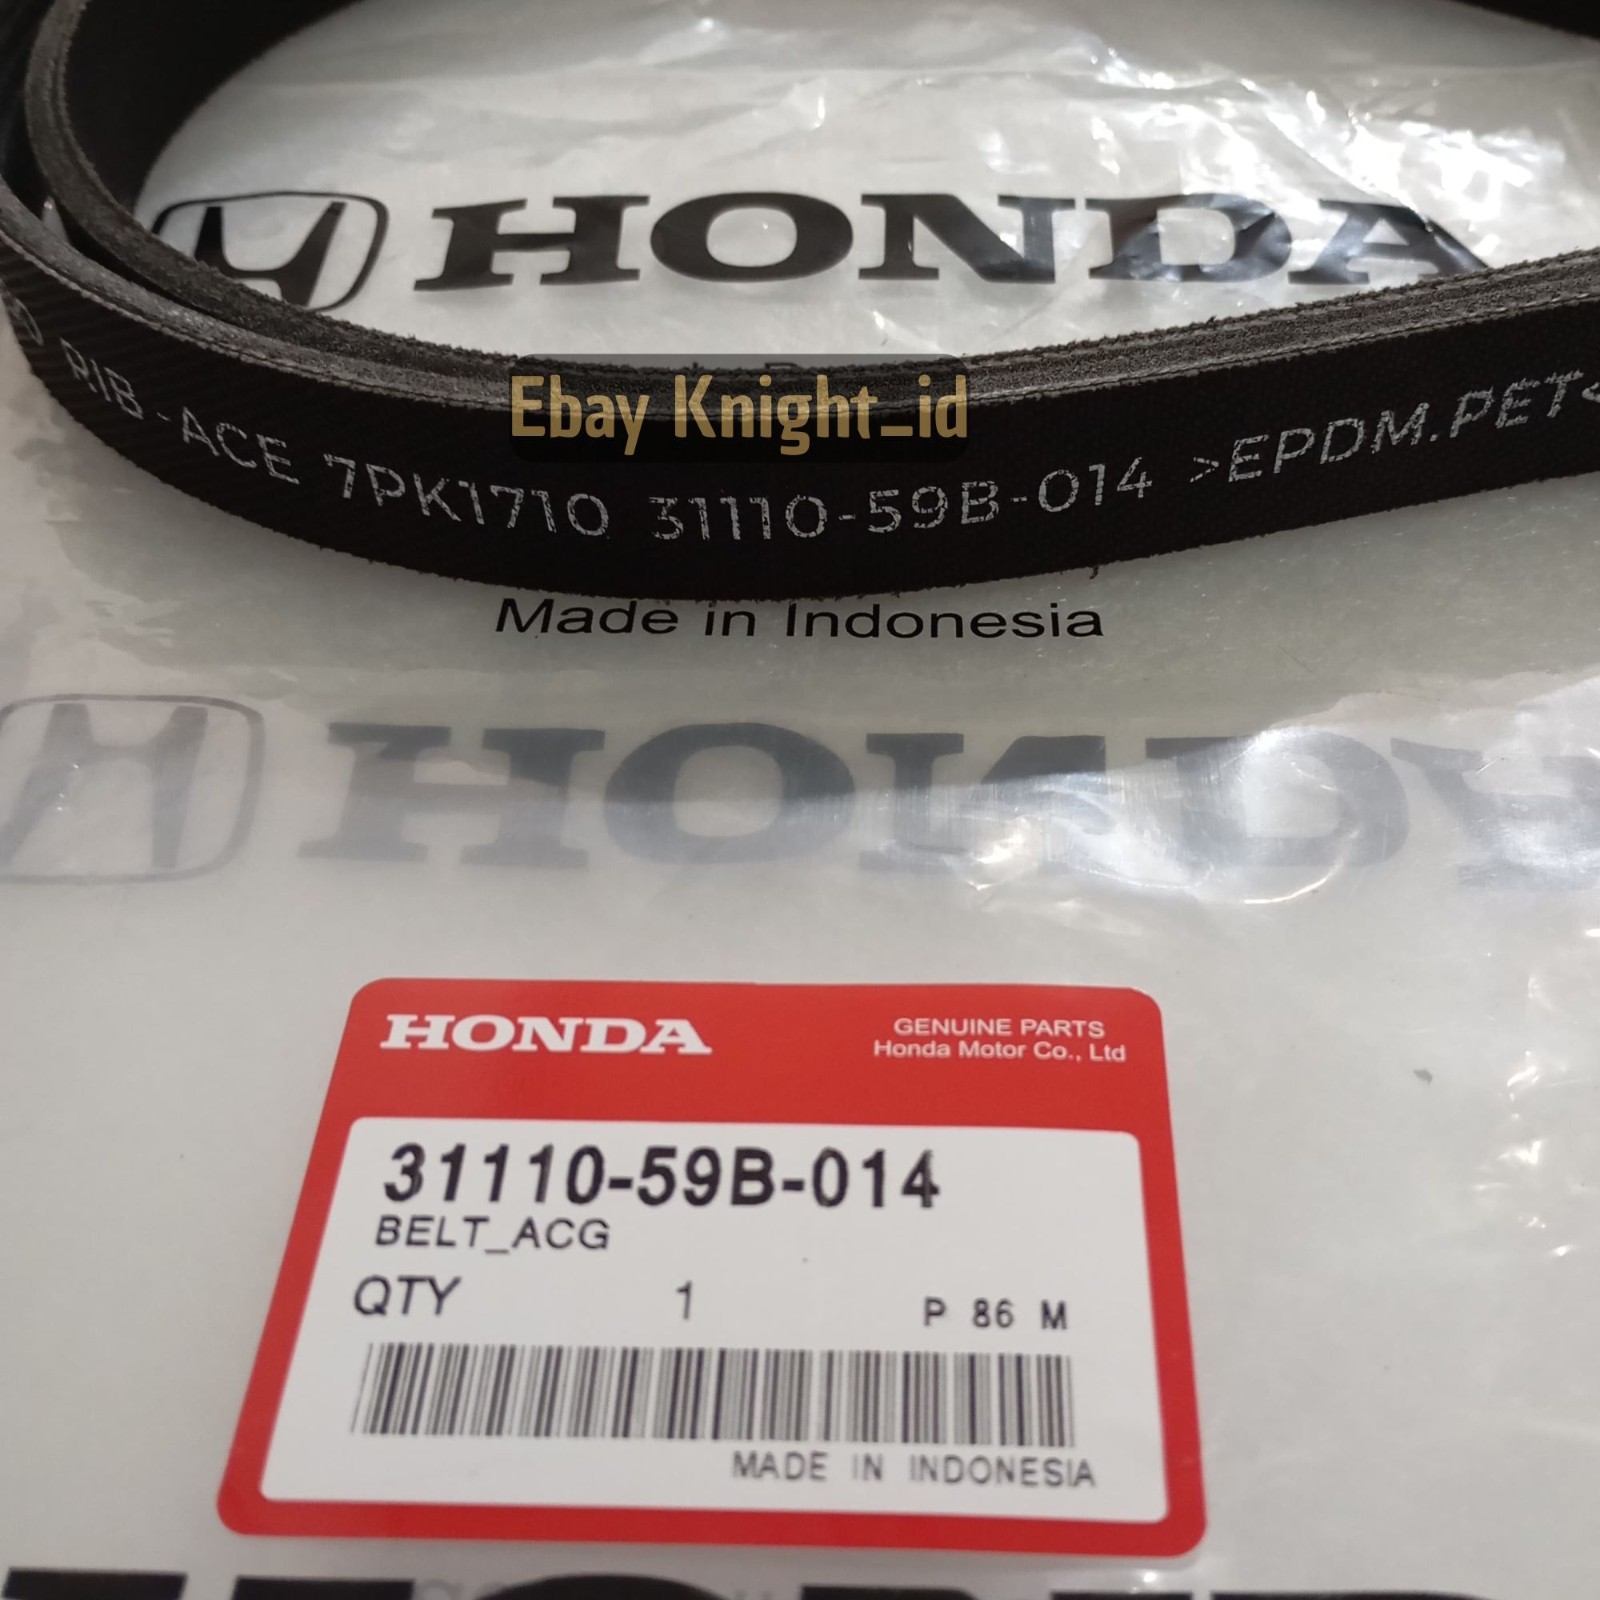 HONDA
Ebay Knight_id
RIB-ACE 7PK1710 31110-59B-014 >EPDM.PET<
Made in Indonesia
HONDA
HONDA
GENUINE PARTS
Honda Motor Co., Ltd
31110-59B-014
BELT_ACG
QTY 1 P 86 M
MADE IN INDONESIA